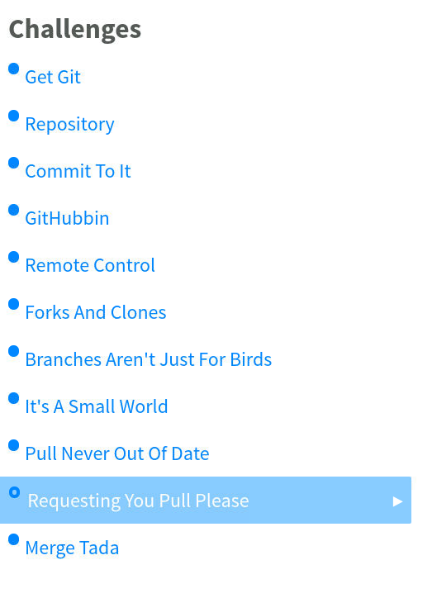 Challenges
Get Git
Repository
Commit To It
GitHubbin
Remote Control
Forks And Clones
Branches Aren't Just For Birds
It's A Small World
Pull Never Out Of Date
Requesting You Pull Please
Merge Tada